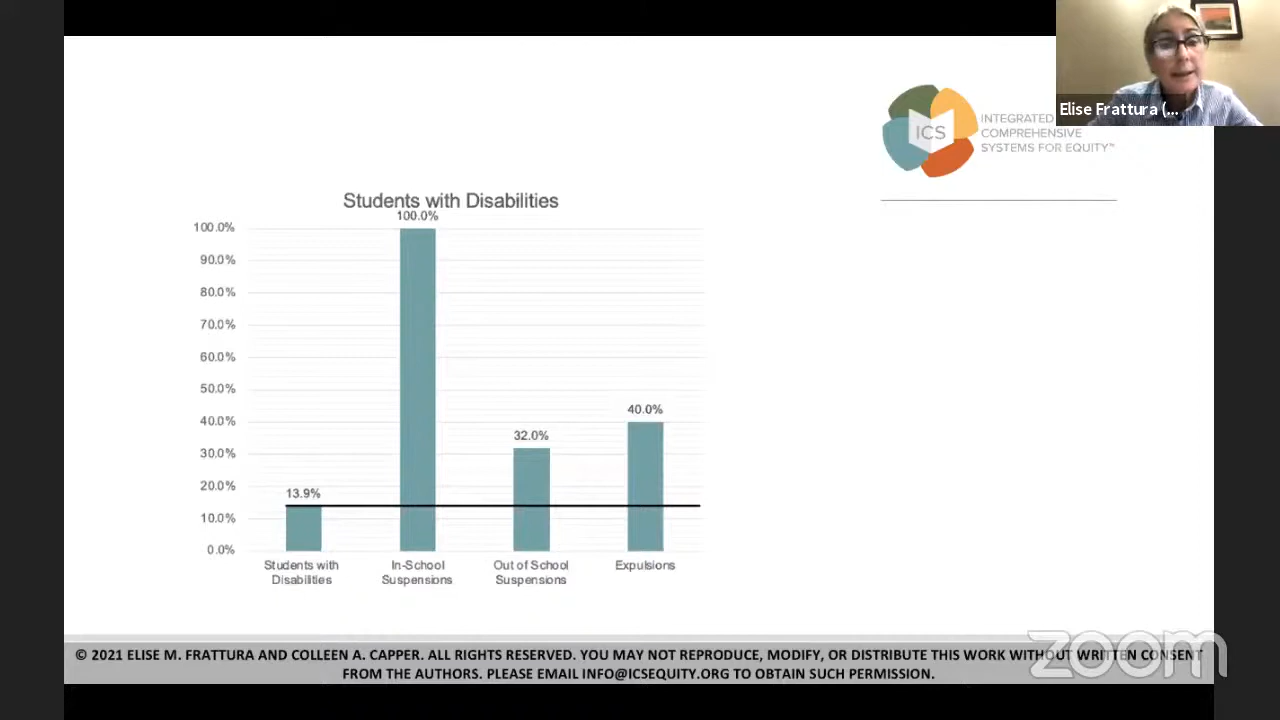 Elise Frattura (...
ICS
INTEGRATED
COMPREHENSIVE
SYSTEMS FOR EQUITY™
Students with Disabilities
100.0%
90.0%
80.0%
70.0%
60.0%
50.0%
40.0%
30.0%
20.0%
10.0%
0.0%
13.9%
100.0%
32.0%
40.0%
Students with
Disabilities
In-School
Suspensions
Out of School
Suspensions
Expulsions
© 2021 ELISE M. FRATTURA AND COLLEEN A. CAPPER. ALL RIGHTS RESERVED. YOU MAY NOT REPRODUCE, MODIFY, OR DISTRIBUTE THIS WORK WITHOUT WRITTEN CONSENT
FROM THE AUTHORS. PLEASE EMAIL INFO@ICSEQUITY.ORG TO OBTAIN SUCH PERMISSION.
zoom